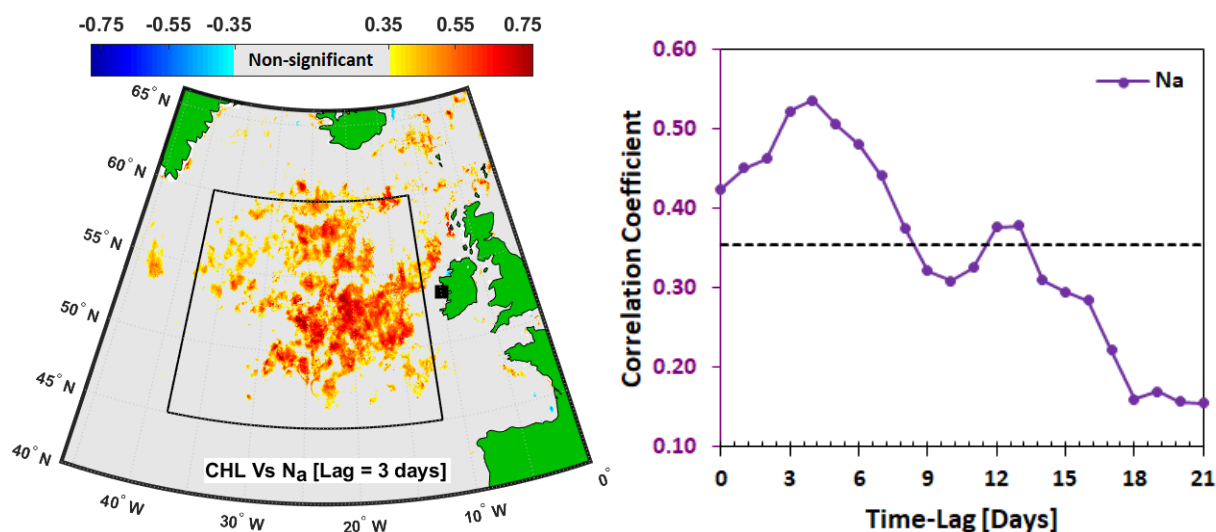 -0.75 -0.55 -0.35 0.35 0.55 0.75
Non-significant
65° N
60° N
55° N
50° N
45° N
40° N
40° W
30° W
20° W
10° W
0°
CHL Vs Na [Lag = 3 days]
Correlation Coefficient
0.60
0.50
0.40
0.30
0.20
0.10
Na
0 3 6 9 12 15 18 21
Time-Lag [Days]